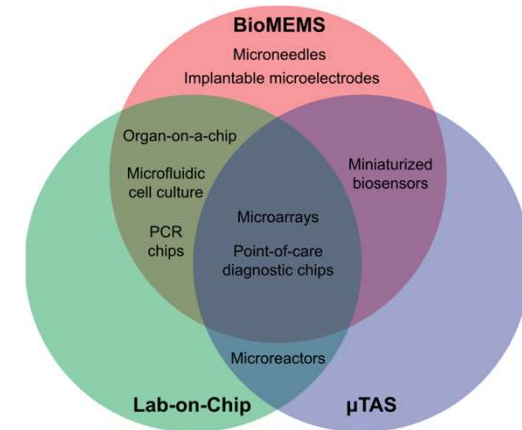 BioMEMS
Microneedles
Implantable microelectrodes
Organ-on-a-chip
Microfluidic
cell culture
PCR
chips
Miniaturized
biosensors
Microarrays
Point-of-care
diagnostic chips
Microreactors
Lab-on-Chip
µTAS